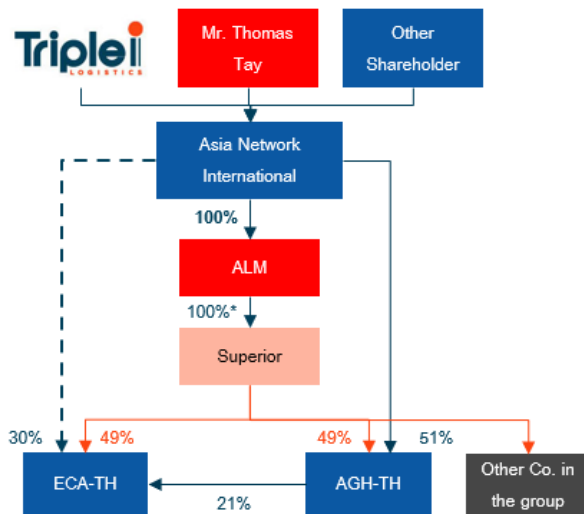 Triplei
LOGISTICS
Mr. Thomas
Tay
Other
Shareholder
Asia Network
International
100%
ALM
100%*
Superior
30%
49%
49%
51%
ECA-TH
21%
AGH-TH
Other Co. in
the group